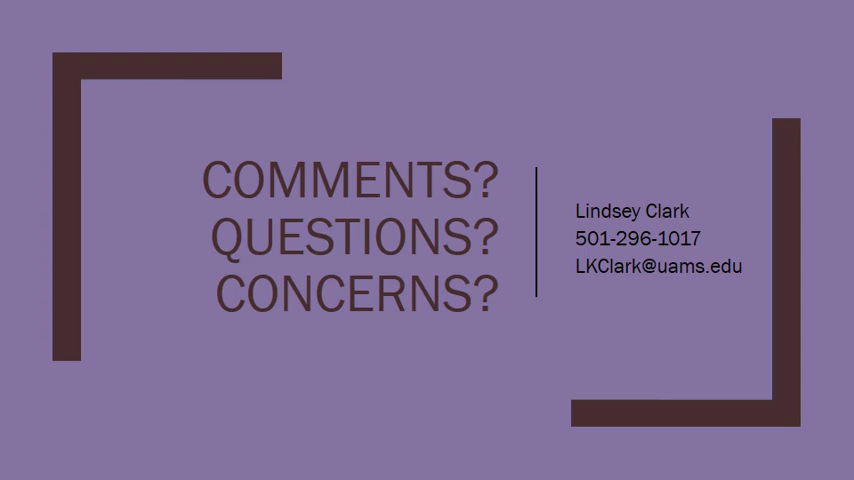 COMMENTS?
QUESTIONS?
CONCERNS?
Lindsey Clark
501-296-1017
LKClark@uams.edu